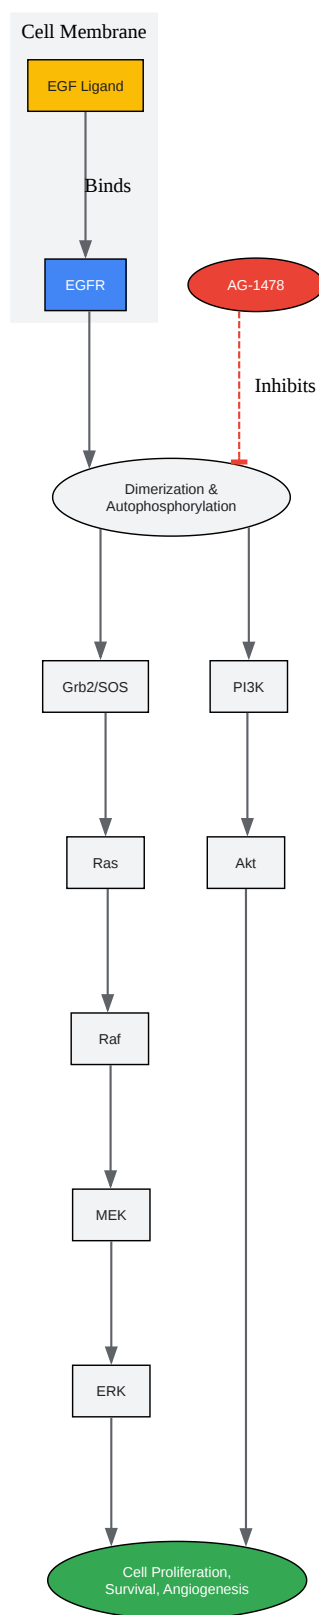 Cell Membrane
EGF Ligand
Binds
EGFR
AG-1478
Inhibits
Dimerization &
Autophosphorylation
Grb2/SOS
PI3K
Ras
Akt
Raf
MEK
ERK
Cell Proliferation,
Survival, Angiogenesis